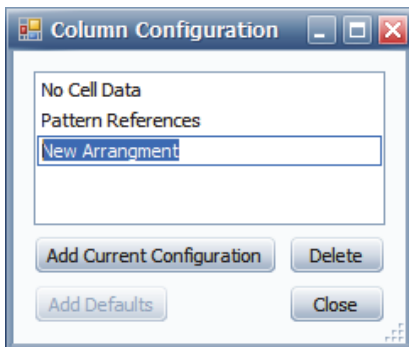 Column Configuration
No Cell Data
Pattern References
New Arrangment
Add Current Configuration Delete
Add Defaults Close